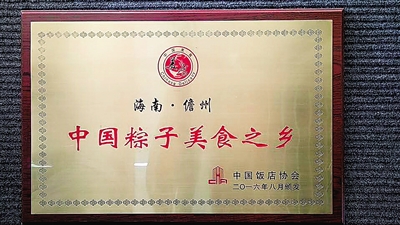 海南·儋州
中国粽子美食之乡
中国饭店协会
二〇一六年八月颁发